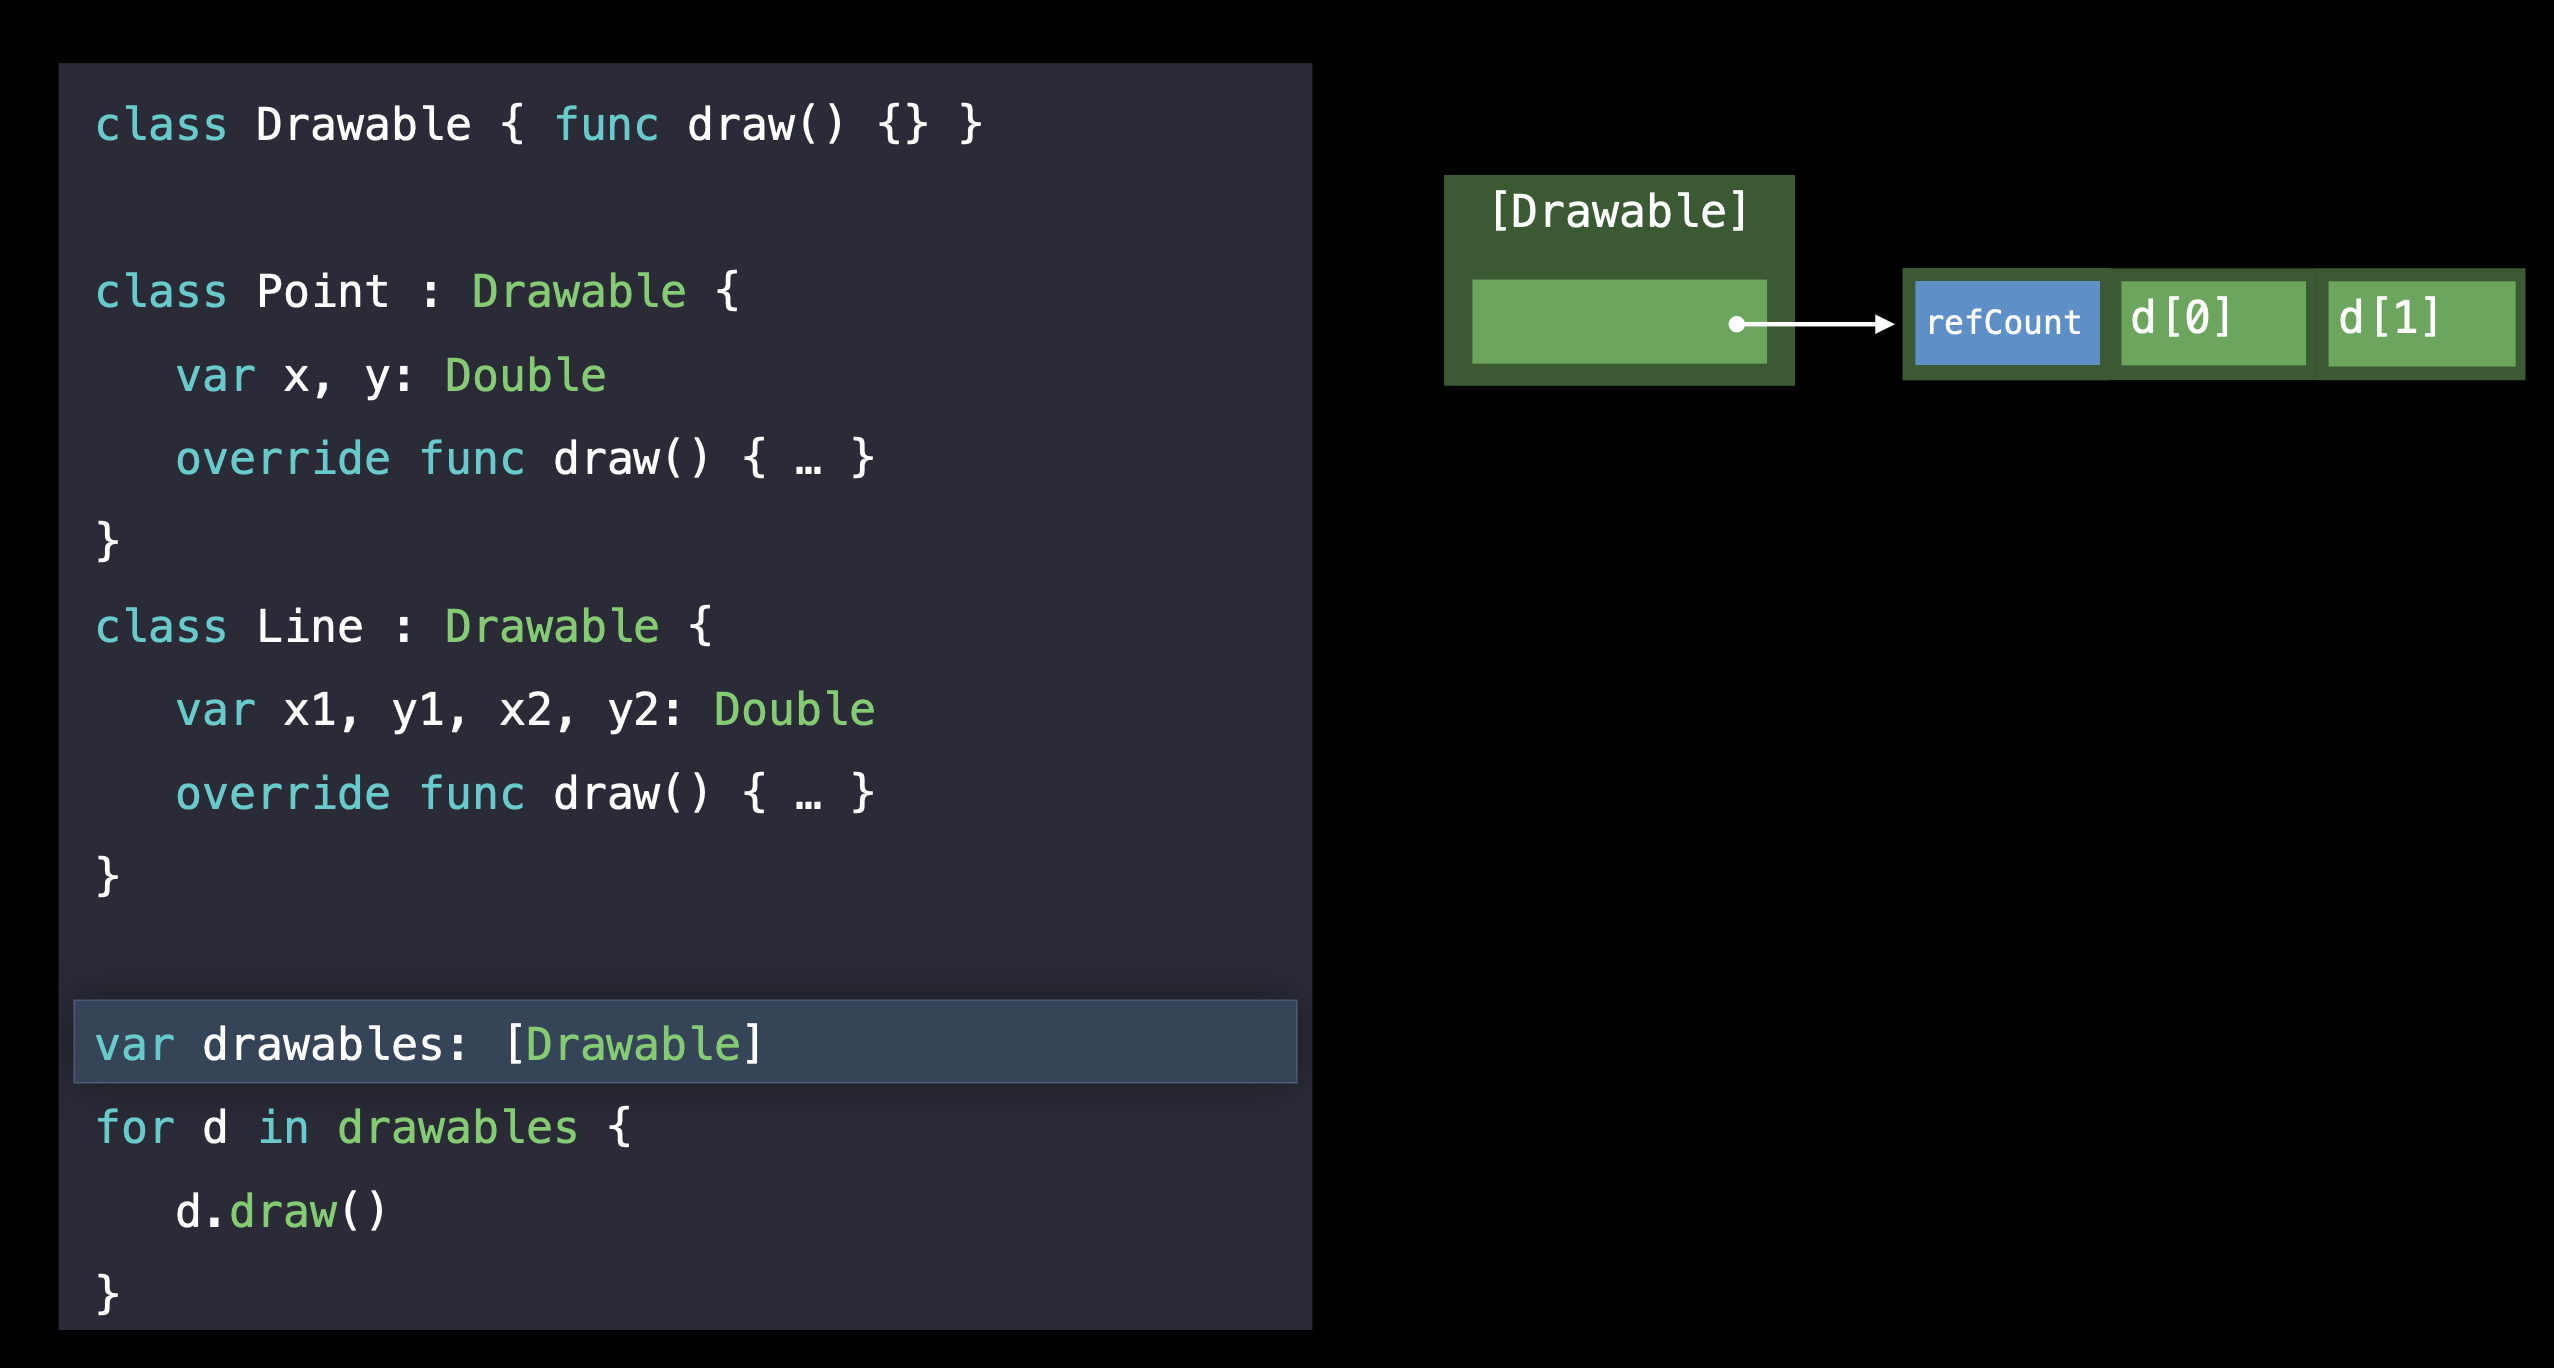 class Drawable { func draw() {} }
class Point : Drawable {
   var x, y: Double
   override func draw() { … }
}
class Line : Drawable {
   var x1, y1, x2, y2: Double
   override func draw() { … }
}
var drawables: [Drawable]
for d in drawables {
   d.draw()
}
[Drawable]
refCount d[0] d[1]